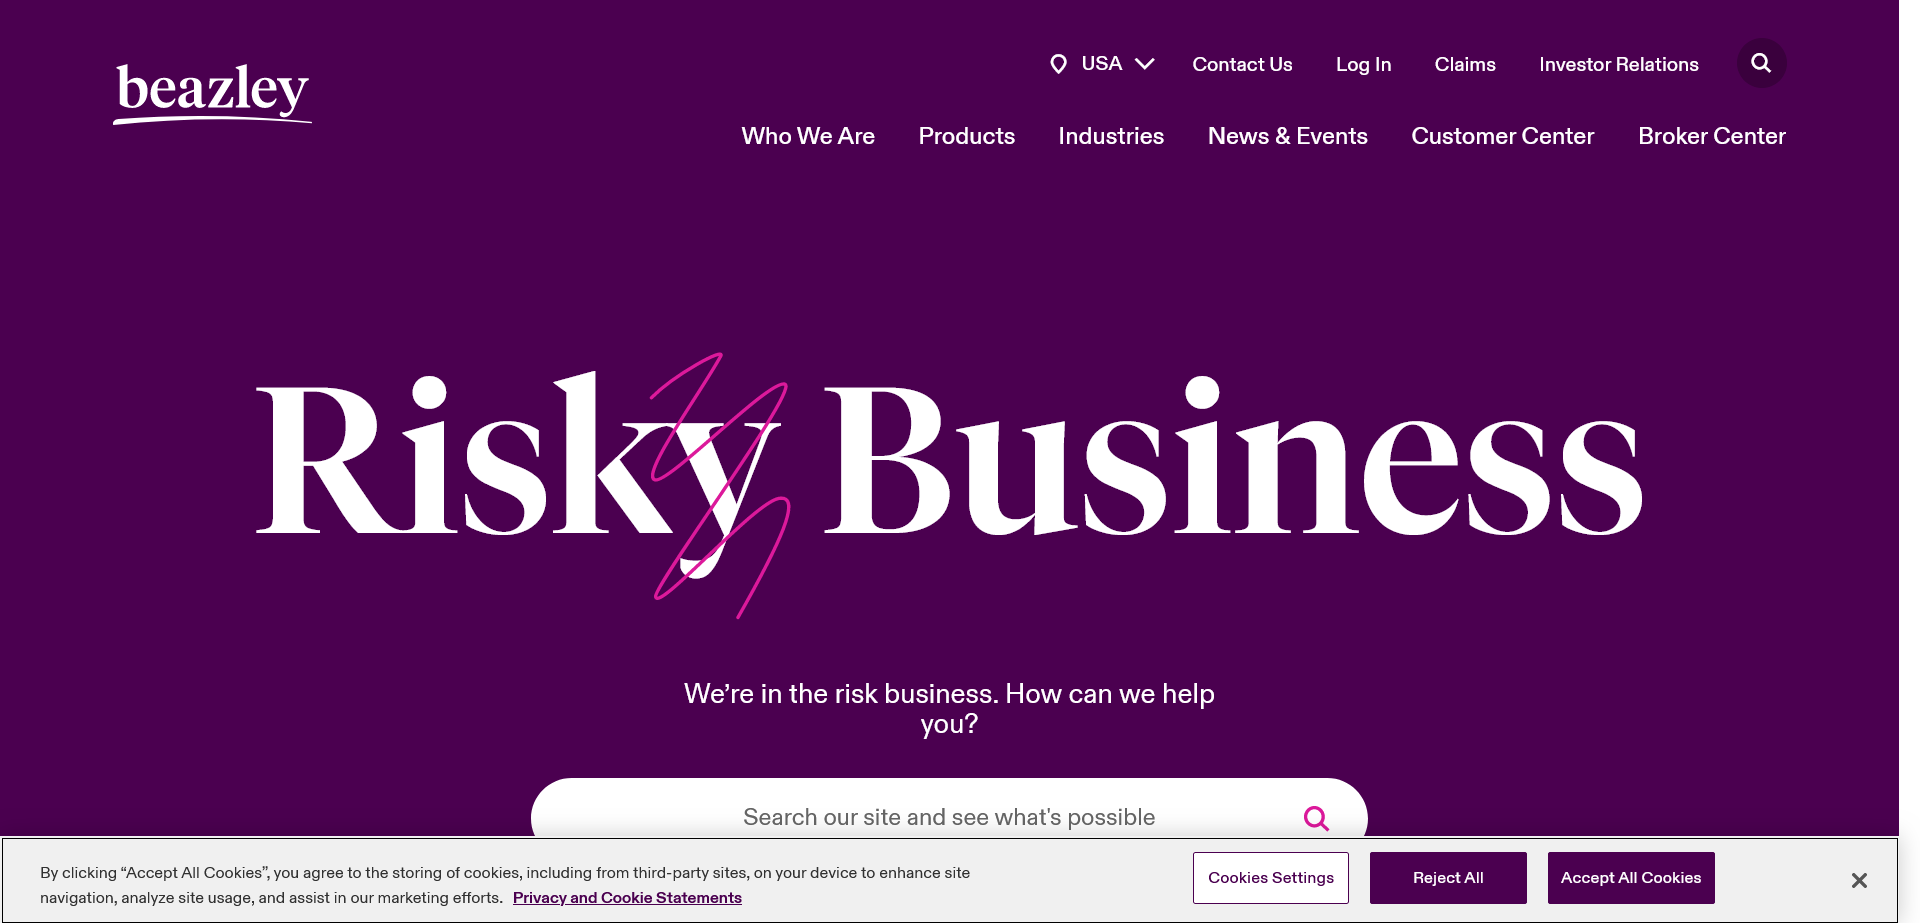 beazley
USA
Contact Us
Log In
Claims
Investor Relations
Who We Are
Products
Industries
News & Events
Customer Center
Broker Center
Risky Business
We’re in the risk business. How can we help
you?
Search our site and see what's possible
By clicking “Accept All Cookies”, you agree to the storing of cookies, including from third-party sites, on your device to enhance site
navigation, analyze site usage, and assist in our marketing efforts. Privacy and Cookie Statements
Cookies Settings
Reject All
Accept All Cookies